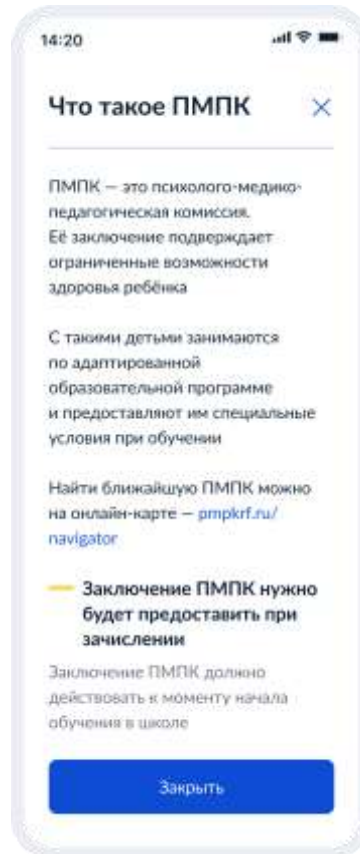 14:20
Что такое ПМПК
ПМПК — это психолого-медико-
педагогическая комиссия.
Её заключение подверждает
ограниченные возможности
здоровья ребёнка
С такими детьми занимаются
по адаптированной
образовательной программе
и предоставляют им специальные
условия при обучении
Найти ближайшую ПМПК можно
на онлайн-карте — pmpkrf.ru/
navigator
Заключение ПМПК нужно
будет предоставить при
зачислении
Заключение ПМПК должно
действовать к моменту начала
обучения в школе
Закрыть